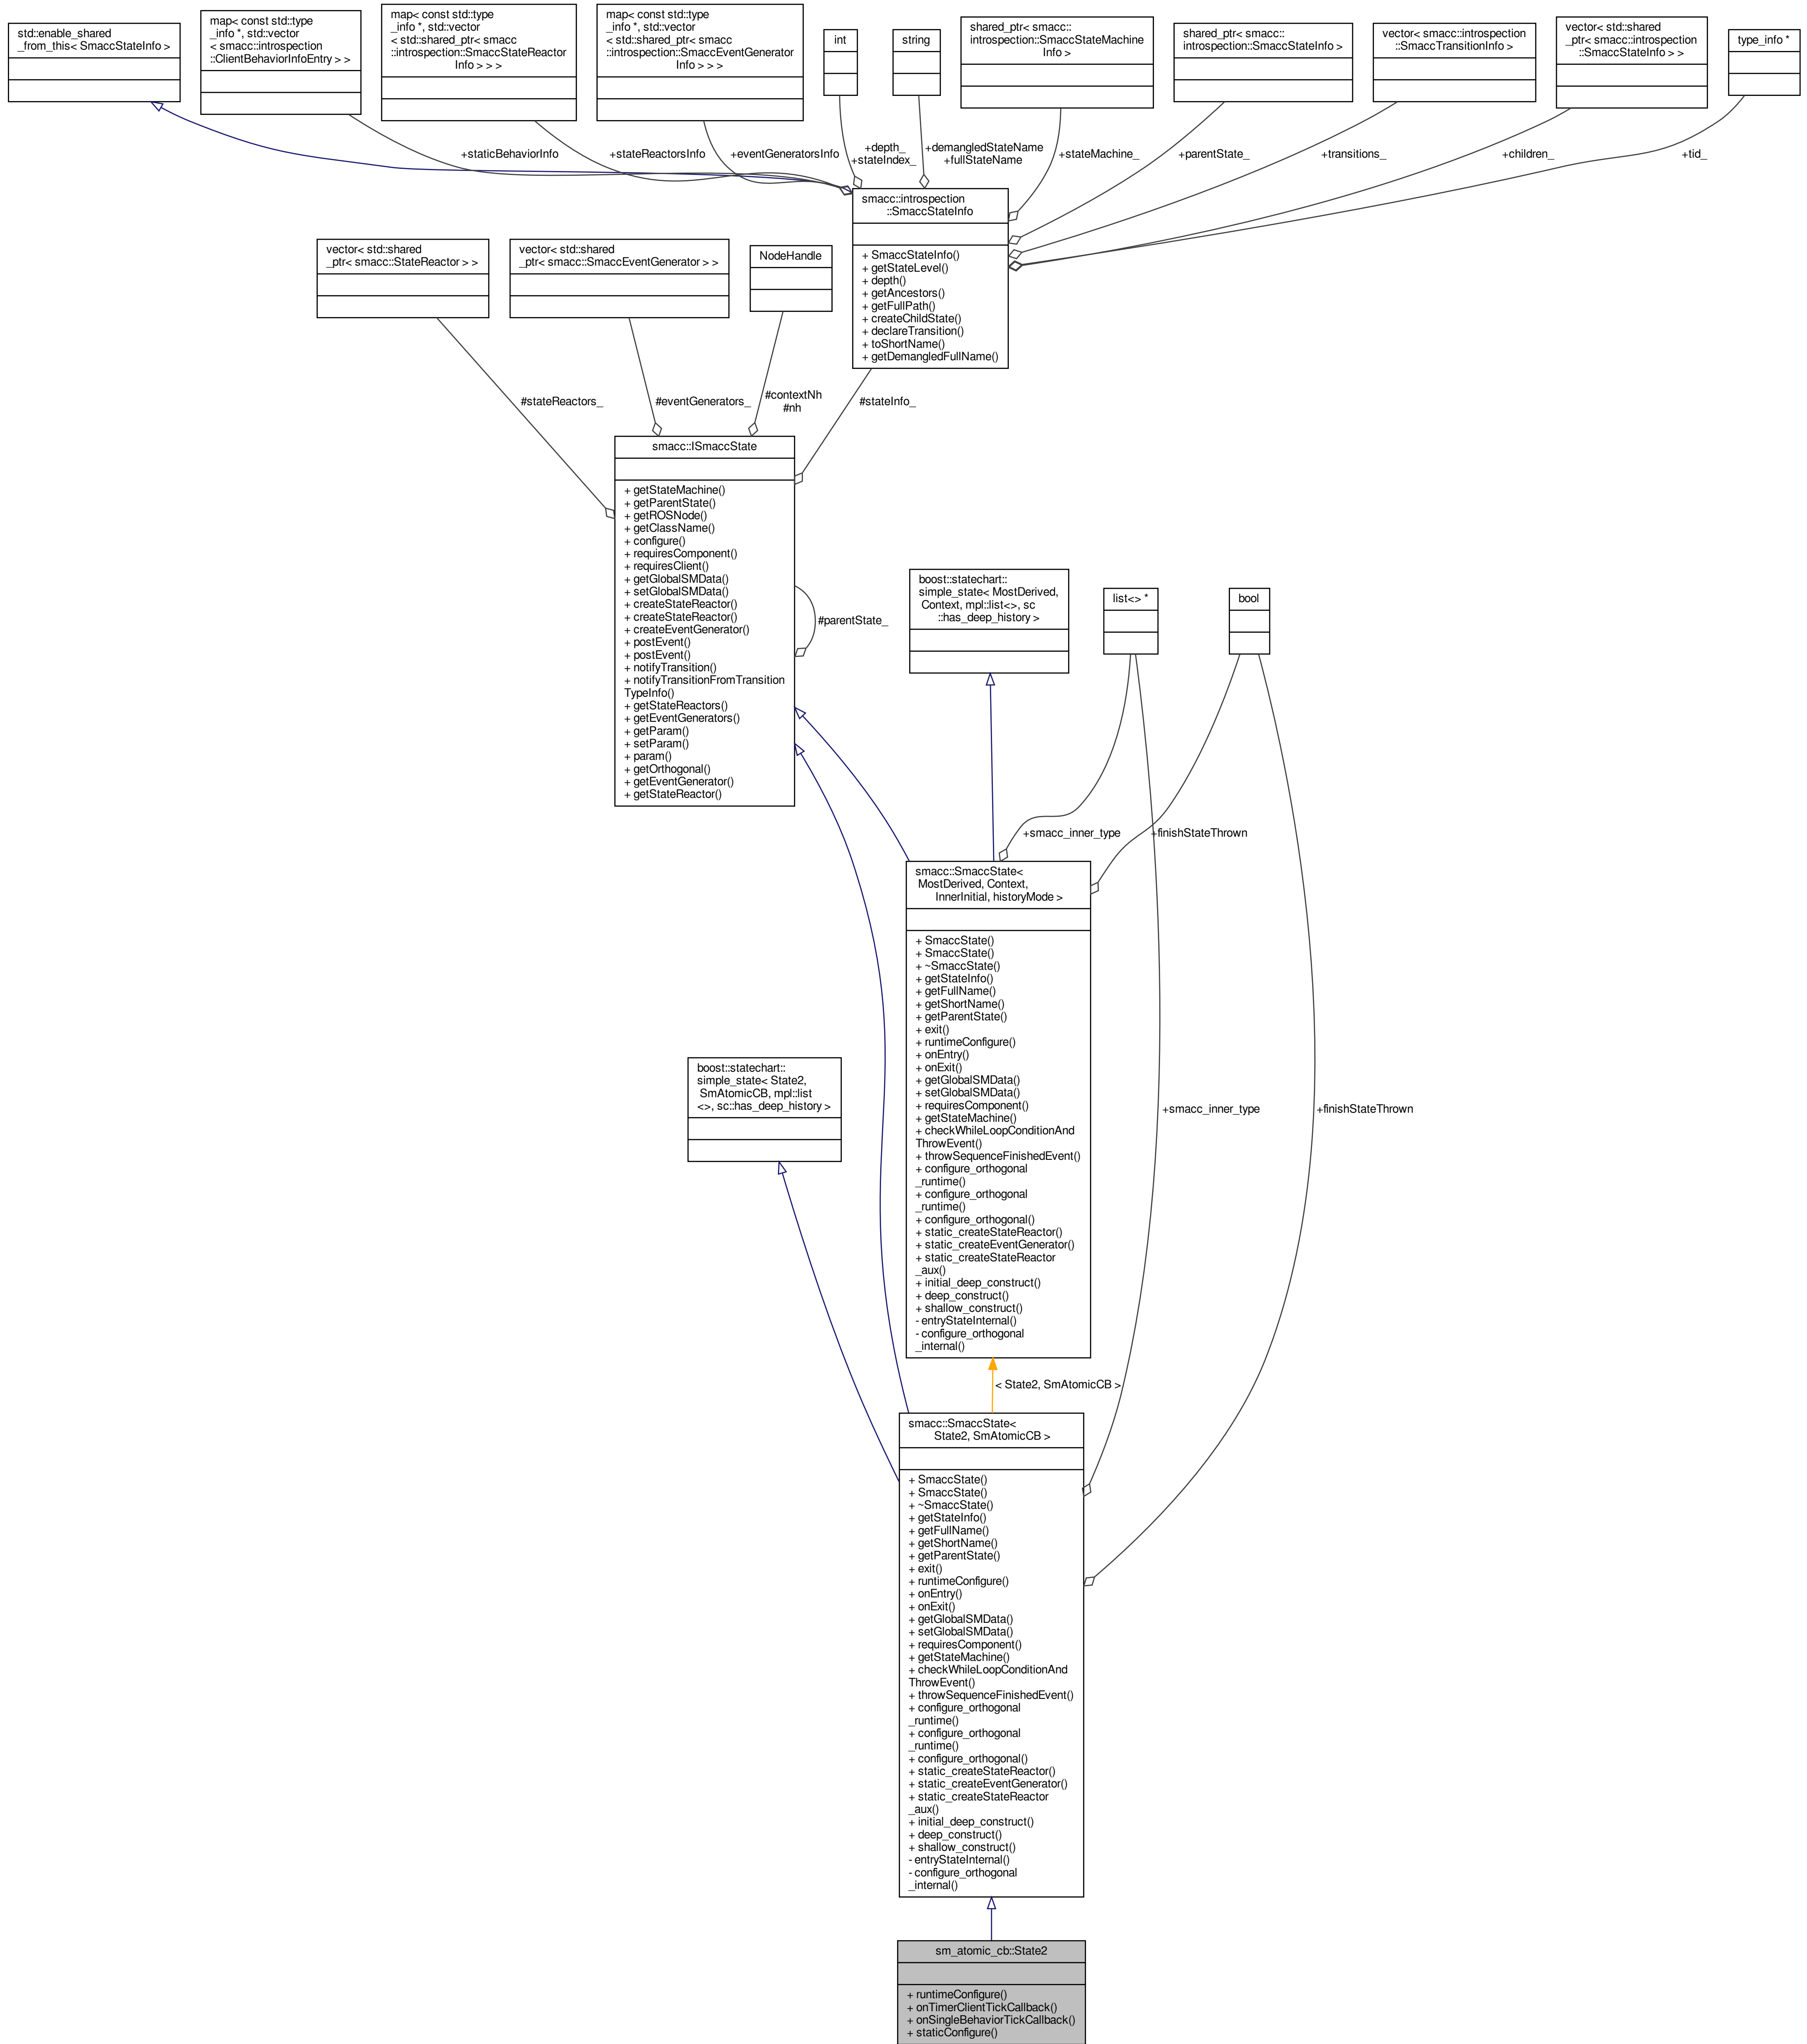 std::enable_shared
_from_this< SmaccStateInfo >
map< const std::type
_info *, std::vector
< smacc::introspection
::ClientBehaviorInfoEntry > >
map< const std::type
_info *, std::vector
< std::shared_ptr< smacc
::introspection::SmaccStateReactor
Info > > >
map< const std::type
_info *, std::vector
< std::shared_ptr< smacc
::introspection::SmaccEventGenerator
Info > > >
int
string
shared_ptr< smacc::
introspection::SmaccStateMachine
Info >
shared_ptr< smacc::
introspection::SmaccStateInfo >
vector< smacc::introspection
::SmaccTransitionInfo >
vector< std::shared
_ptr< smacc::introspection
::SmaccStateInfo > >
type_info *
+staticBehaviorInfo
+stateReactorsInfo
+eventGeneratorsInfo
+depth_
+stateIndex_
+demangledStateName
+fullStateName
+stateMachine_
+parentState_
+transitions_
+children_
+tid_
smacc::introspection
::SmaccStateInfo
+ SmaccStateInfo()
+ getStateLevel()
+ depth()
+ getAncestors()
+ getFullPath()
+ createChildState()
+ declareTransition()
+ toShortName()
+ getDemangledFullName()
vector< std::shared
_ptr< smacc::StateReactor > >
vector< std::shared
_ptr< smacc::SmaccEventGenerator > >
NodeHandle
#stateReactors_
#eventGenerators_
#contextNh
#nh
#stateInfo_
smacc::ISmaccState
+ getStateMachine()
+ getParentState()
+ getROSNode()
+ getClassName()
+ configure()
+ requiresComponent()
+ requiresClient()
+ getGlobalSMData()
+ setGlobalSMData()
+ createStateReactor()
+ createStateReactor()
+ createEventGenerator()
+ postEvent()
+ postEvent()
+ notifyTransition()
+ notifyTransitionFromTransition
TypeInfo()
+ getStateReactors()
+ getEventGenerators()
+ getParam()
+ setParam()
+ param()
+ getOrthogonal()
+ getEventGenerator()
+ getStateReactor()
#parentState_
boost::statechart::
simple_state< MostDerived,
Context, mpl::list<>, sc
::has_deep_history >
list<> *
bool
+smacc_inner_type
+finishStateThrown
smacc::SmaccState<
MostDerived, Context,
InnerInitial, historyMode >
+ SmaccState()
+ SmaccState()
+ ~SmaccState()
+ getStateInfo()
+ getFullName()
+ getShortName()
+ getParentState()
+ exit()
+ runtimeConfigure()
+ onEntry()
+ onExit()
+ getGlobalSMData()
+ setGlobalSMData()
+ requiresComponent()
+ getStateMachine()
+ checkWhileLoopConditionAnd
ThrowEvent()
+ throwSequenceFinishedEvent()
+ configure_orthogonal
_runtime()
+ configure_orthogonal
_runtime()
+ configure_orthogonal()
+ static_createStateReactor()
+ static_createEventGenerator()
+ static_createStateReactor
_aux()
+ initial_deep_construct()
+ deep_construct()
+ shallow_construct()
- entryStateInternal()
- configure_orthogonal
_internal()
boost::statechart::
simple_state< State2,
SmAtomicCB, mpl::list
<>, sc::has_deep_history >
+smacc_inner_type
+finishStateThrown
< State2, SmAtomicCB >
smacc::SmaccState<
State2, SmAtomicCB >
+ SmaccState()
+ SmaccState()
+ ~SmaccState()
+ getStateInfo()
+ getFullName()
+ getShortName()
+ getParentState()
+ exit()
+ runtimeConfigure()
+ onEntry()
+ onExit()
+ getGlobalSMData()
+ setGlobalSMData()
+ requiresComponent()
+ getStateMachine()
+ checkWhileLoopConditionAnd
ThrowEvent()
+ throwSequenceFinishedEvent()
+ configure_orthogonal
_runtime()
+ configure_orthogonal
_runtime()
+ configure_orthogonal()
+ static_createStateReactor()
+ static_createEventGenerator()
+ static_createStateReactor
_aux()
+ initial_deep_construct()
+ deep_construct()
+ shallow_construct()
- entryStateInternal()
- configure_orthogonal
_internal()
sm_atomic_cb::State2
+ runtimeConfigure()
+ onTimerClientTickCallback()
+ onSingleBehaviorTickCallback()
+ staticConfigure()